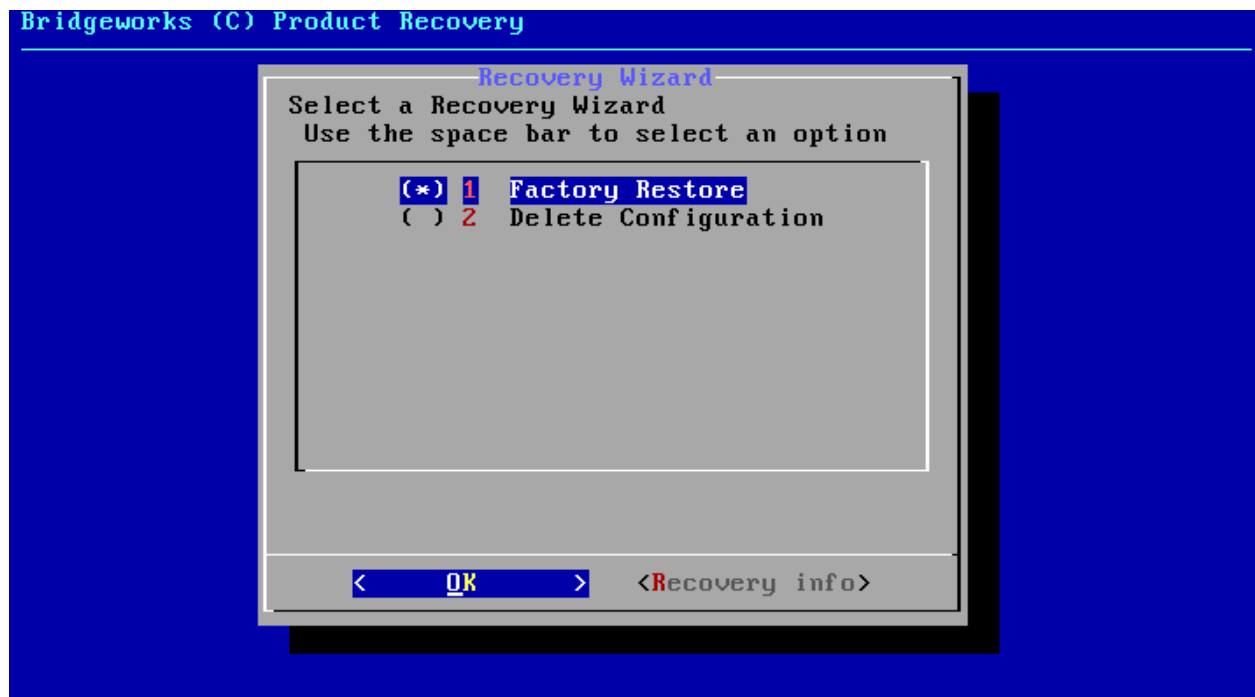 Bridgeworks (C) Product Recovery
Recovery Wizard
Select a Recovery Wizard
Use the space bar to select an option
(*) 1 Factory Restore
( ) 2 Delete Configuration
< OK > <Recovery info>